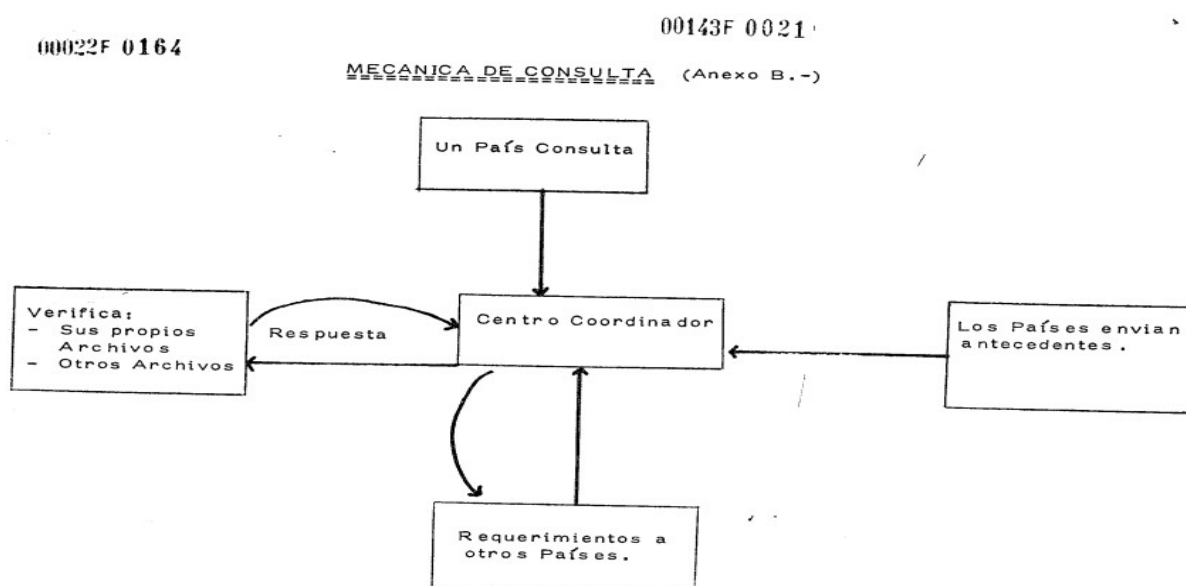 00022F 0164
00143F 0021
MECANICA DE CONSULTA (Anexo B.-)
Un País Consulta
Verifica:
- Sus propios
Archivos
- Otros Archivos
Respuesta
Centro Coordinador
Los Países envian
antecedentes.
Requerimientos a
otros Países.